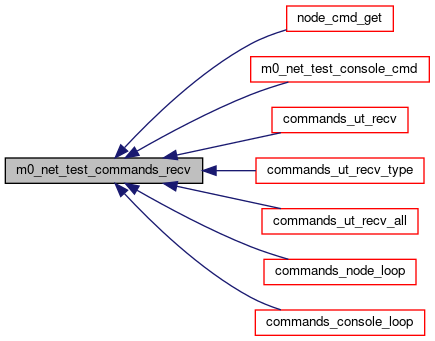 node_cmd_get
m0_net_test_console_cmd
commands_ut_recv
m0_net_test_commands_recv
commands_ut_recv_type
commands_ut_recv_all
commands_node_loop
commands_console_loop